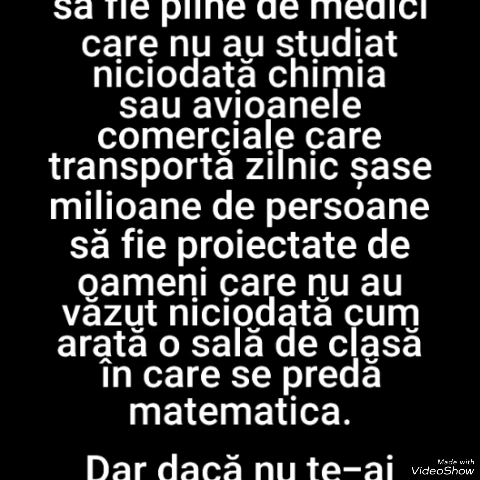 să fie pline de medici
care nu au studiat
niciodată chimia
sau avioanele
comerciale care
transportă zilnic șase
milioane de persoane
să fie proiectate de
oameni care nu au
văzut niciodată cum
arată o sală de clasă
în care se predă
matematica.
Dar dacă nu te-ai
Made with
VideoShow